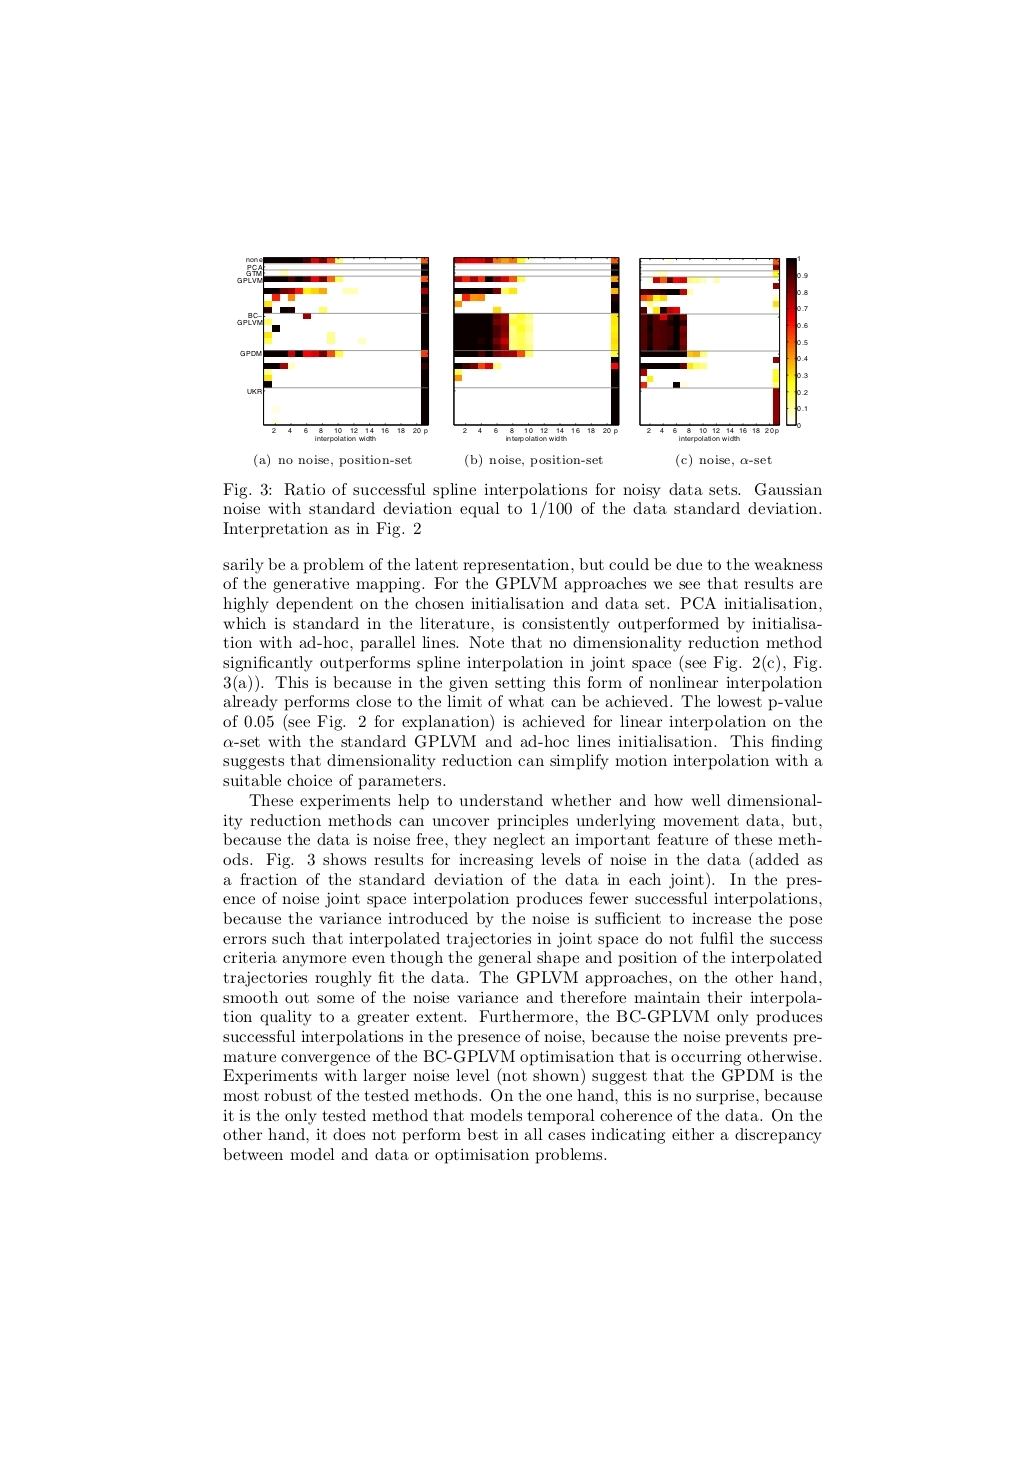 none
PCA
GTM
GPLVM
BC-
GPLVM
GPDM
UKR
2 4 6 8 10 12 14 16 18 20 p
interpolation width
2 4 6 8 10 12 14 16 18 20 p
interpolation width
2 4 6 8 10 12 14 16 18 20p
interpolation width
1
0.9
0.8
0.7
0.6
0.5
0.4
0.3
0.2
0.1
0
(a) no noise, position-set
(b) noise, position-set
(c) noise, α-set
Fig. 3: Ratio of successful spline interpolations for noisy data sets. Gaussian
noise with standard deviation equal to 1/100 of the data standard deviation.
Interpretation as in Fig. 2
sarily be a problem of the latent representation, but could be due to the weakness
of the generative mapping. For the GPLVM approaches we see that results are
highly dependent on the chosen initialisation and data set. PCA initialisation,
which is standard in the literature, is consistently outperformed by initialisa-
tion with ad-hoc, parallel lines. Note that no dimensionality reduction method
significantly outperforms spline interpolation in joint space (see Fig. 2(c), Fig.
3(a)). This is because in the given setting this form of nonlinear interpolation
already performs close to the limit of what can be achieved. The lowest p-value
of 0.05 (see Fig. 2 for explanation) is achieved for linear interpolation on the
α-set with the standard GPLVM and ad-hoc lines initialisation. This finding
suggests that dimensionality reduction can simplify motion interpolation with a
suitable choice of parameters.
These experiments help to understand whether and how well dimensional-
ity reduction methods can uncover principles underlying movement data, but,
because the data is noise free, they neglect an important feature of these meth-
ods. Fig. 3 shows results for increasing levels of noise in the data (added as
a fraction of the standard deviation of the data in each joint). In the pres-
ence of noise joint space interpolation produces fewer successful interpolations,
because the variance introduced by the noise is sufficient to increase the pose
errors such that interpolated trajectories in joint space do not fulfil the success
criteria anymore even though the general shape and position of the interpolated
trajectories roughly fit the data. The GPLVM approaches, on the other hand,
smooth out some of the noise variance and therefore maintain their interpola-
tion quality to a greater extent. Furthermore, the BC-GPLVM only produces
successful interpolations in the presence of noise, because the noise prevents pre-
mature convergence of the BC-GPLVM optimisation that is occurring otherwise.
Experiments with larger noise level (not shown) suggest that the GPDM is the
most robust of the tested methods. On the one hand, this is no surprise, because
it is the only tested method that models temporal coherence of the data. On the
other hand, it does not perform best in all cases indicating either a discrepancy
between model and data or optimisation problems.